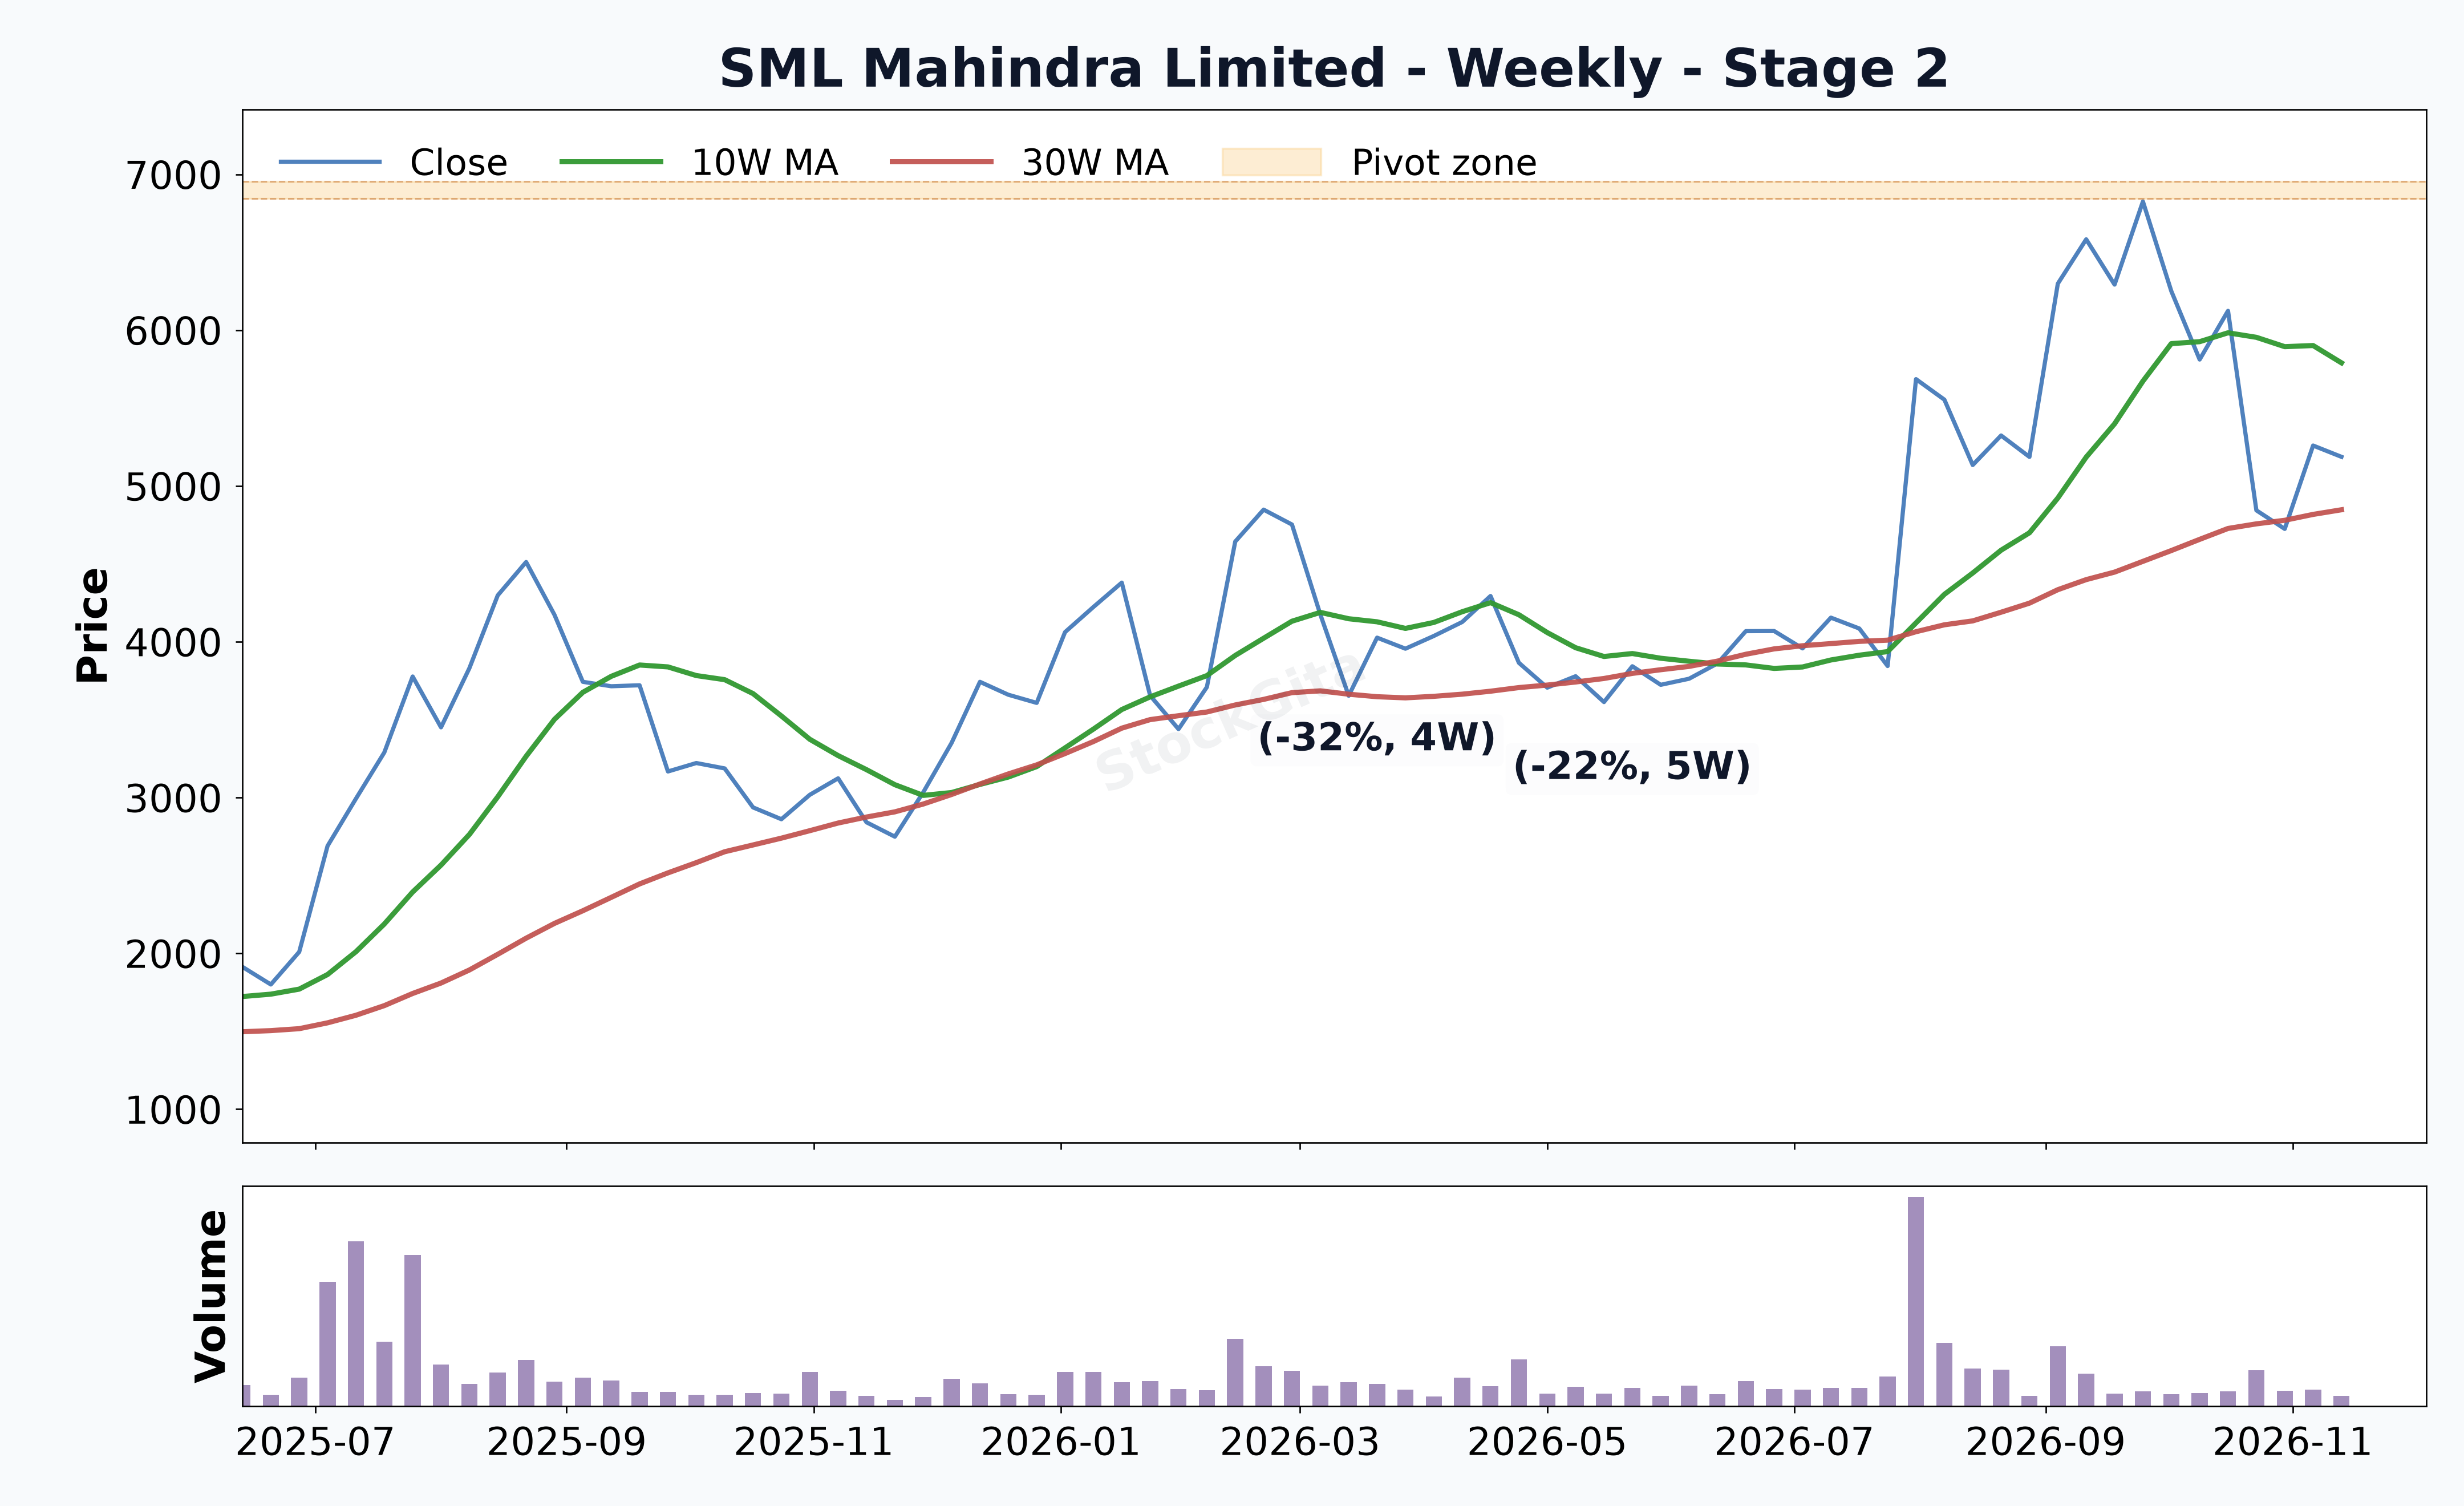 SML Mahindra Limited - Weekly - Stage 2
Close 10W MA 30W MA Pivot zone
7000
6000
5000
4000
3000
2000
1000
Price
StockGita
(-32%, 4W)
(-22%, 5W)
Volume
2025-07 2025-09 2025-11 2026-01 2026-03 2026-05 2026-07 2026-09 2026-11